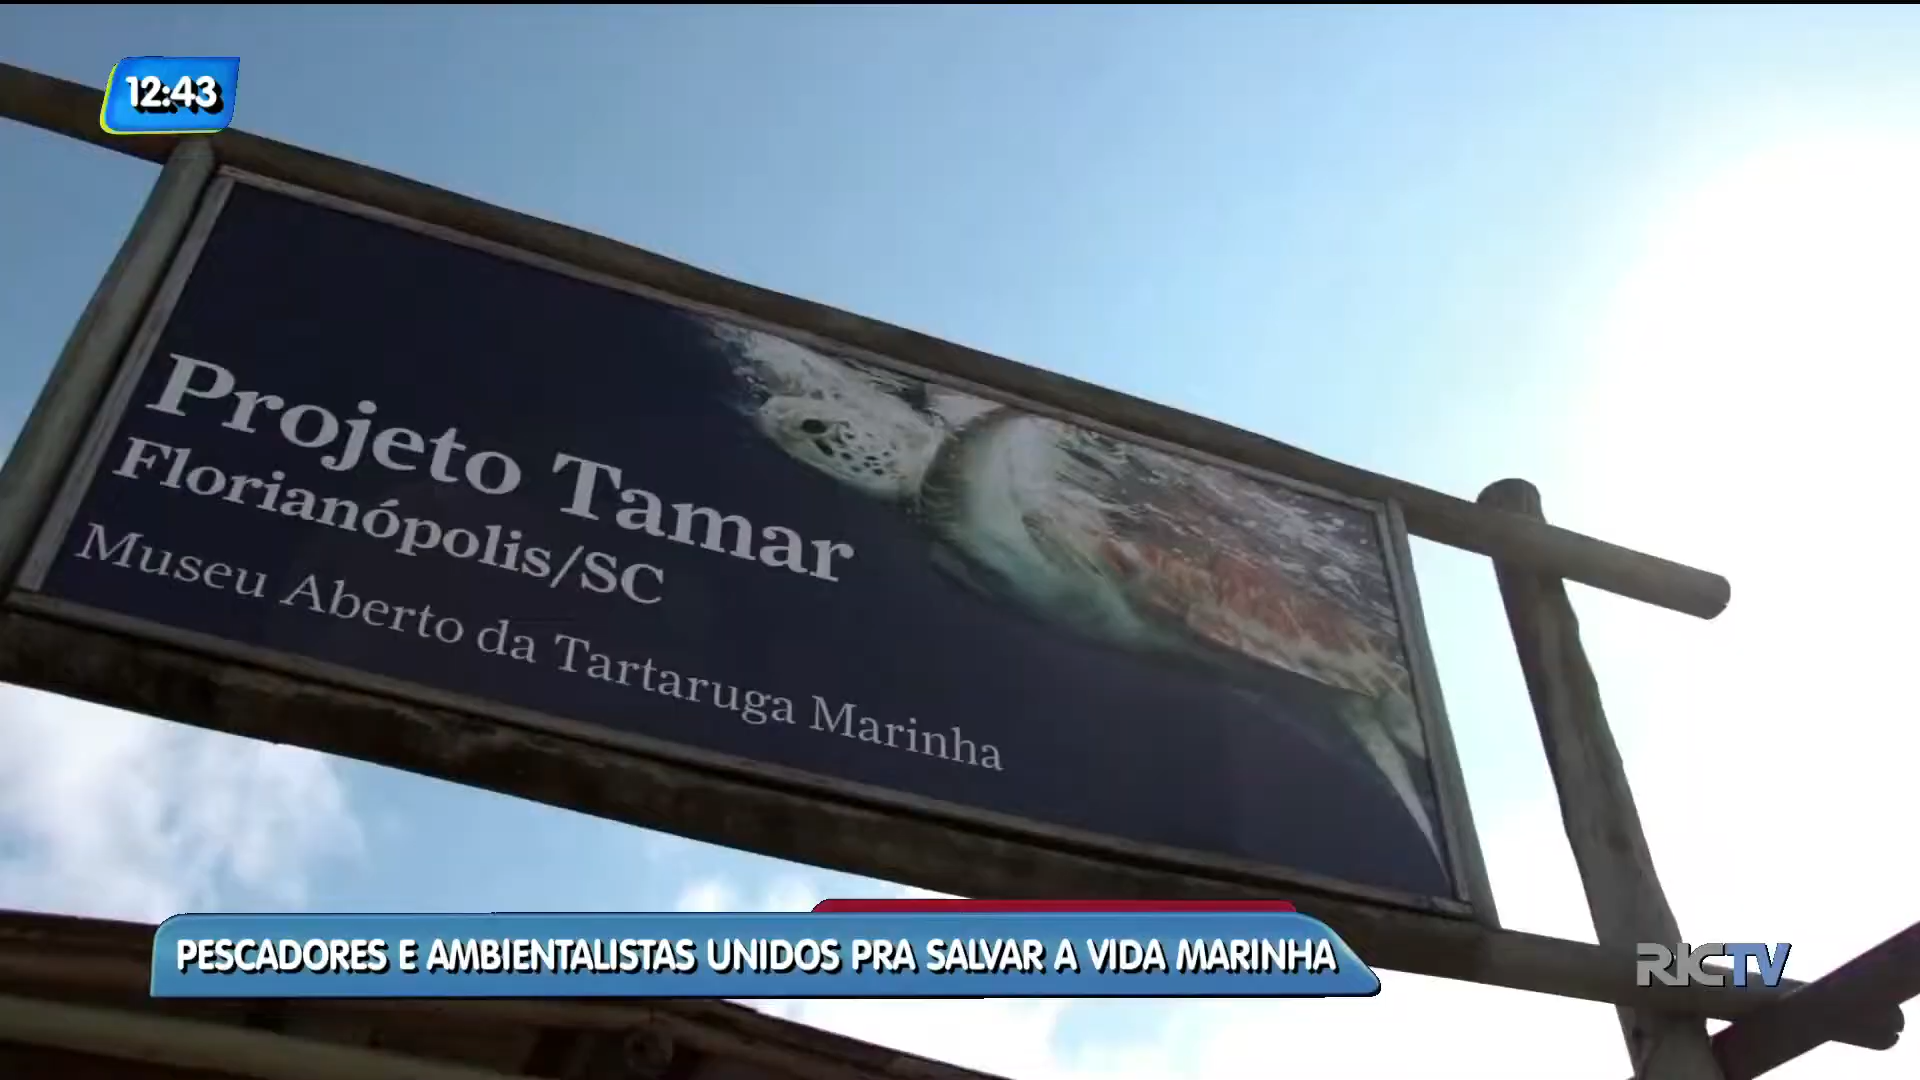 12:43
Projeto Tamar
Florianópolis/SC
Museu Aberto da Tartaruga Marinha
PESCADORES E AMBIENTALISTAS UNIDOS PRA SALVAR A VIDA MARINHA
RICTV